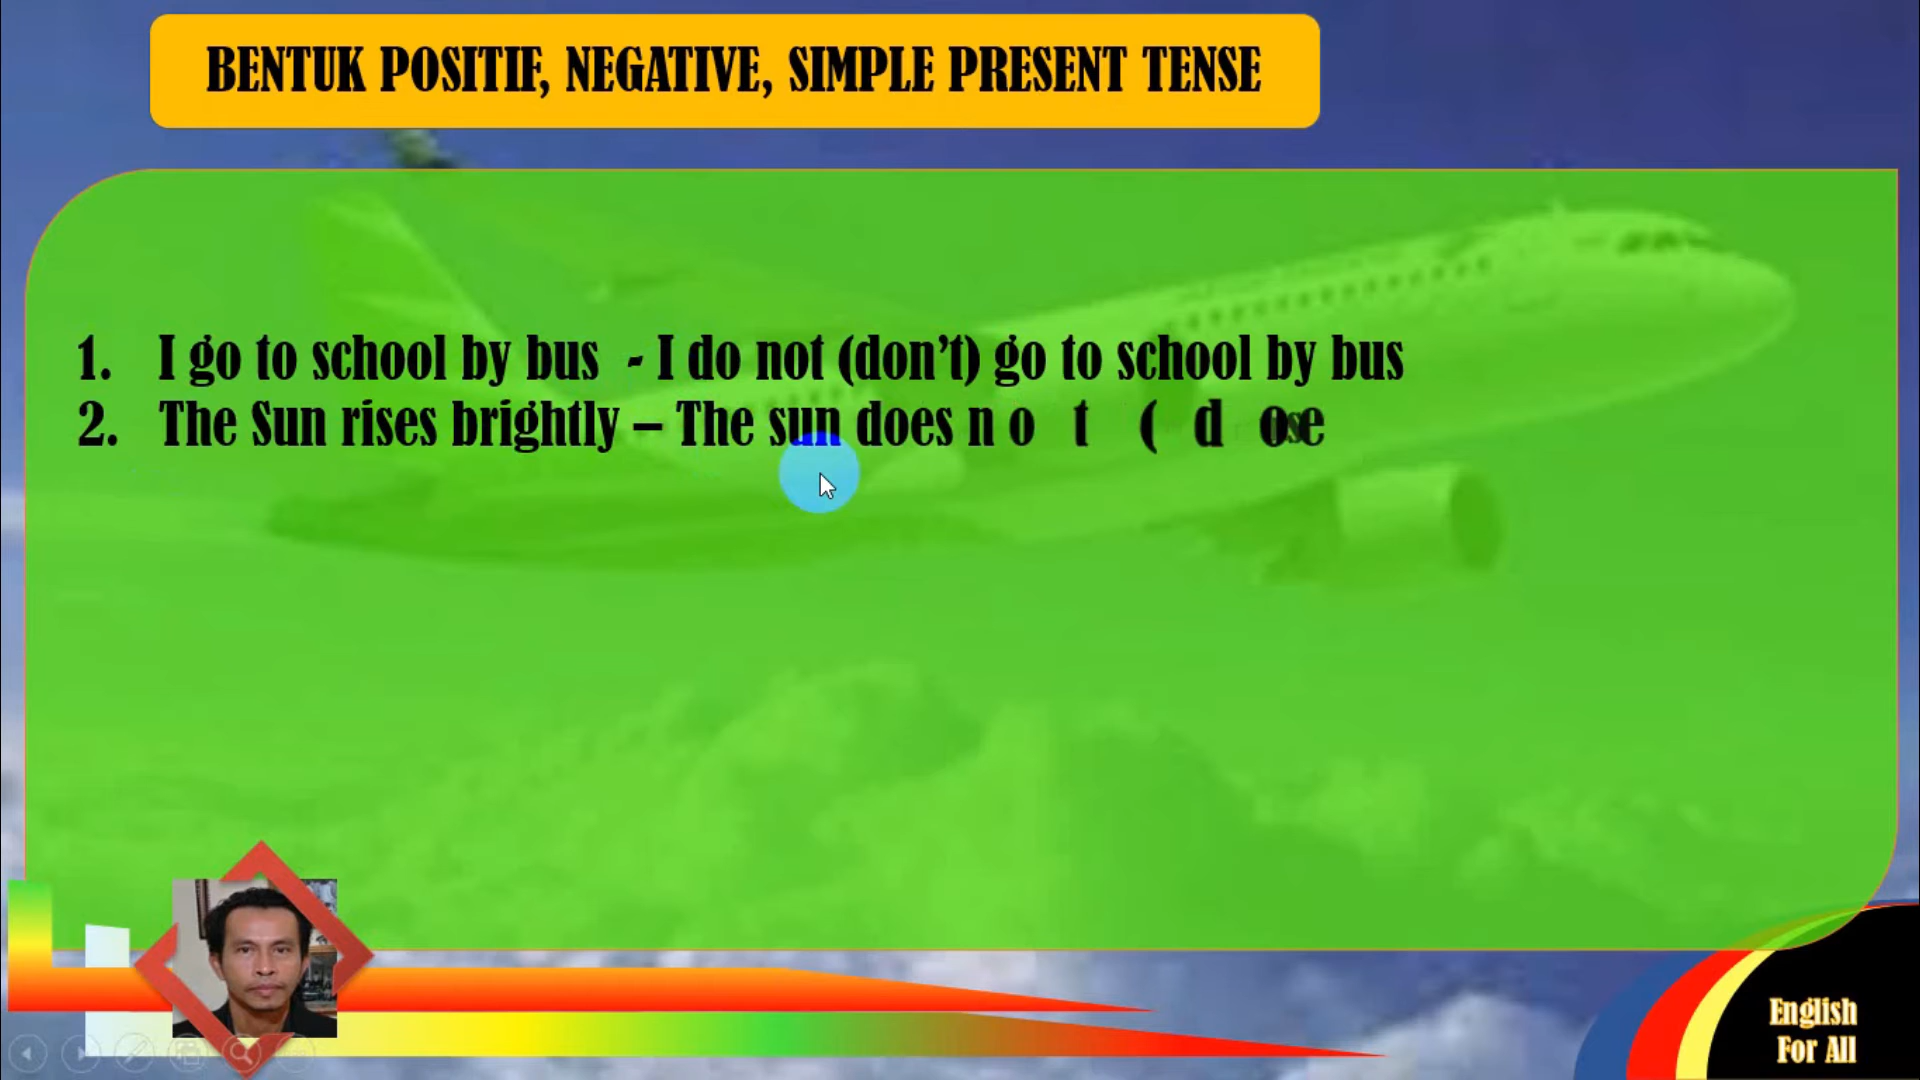 BENTUK POSITIF, NEGATIVE, SIMPLE PRESENT TENSE
1. I go to school by bus - I do not (don't) go to school by bus
2. The Sun rises brightly – The sun does n o t ( d
English
For All